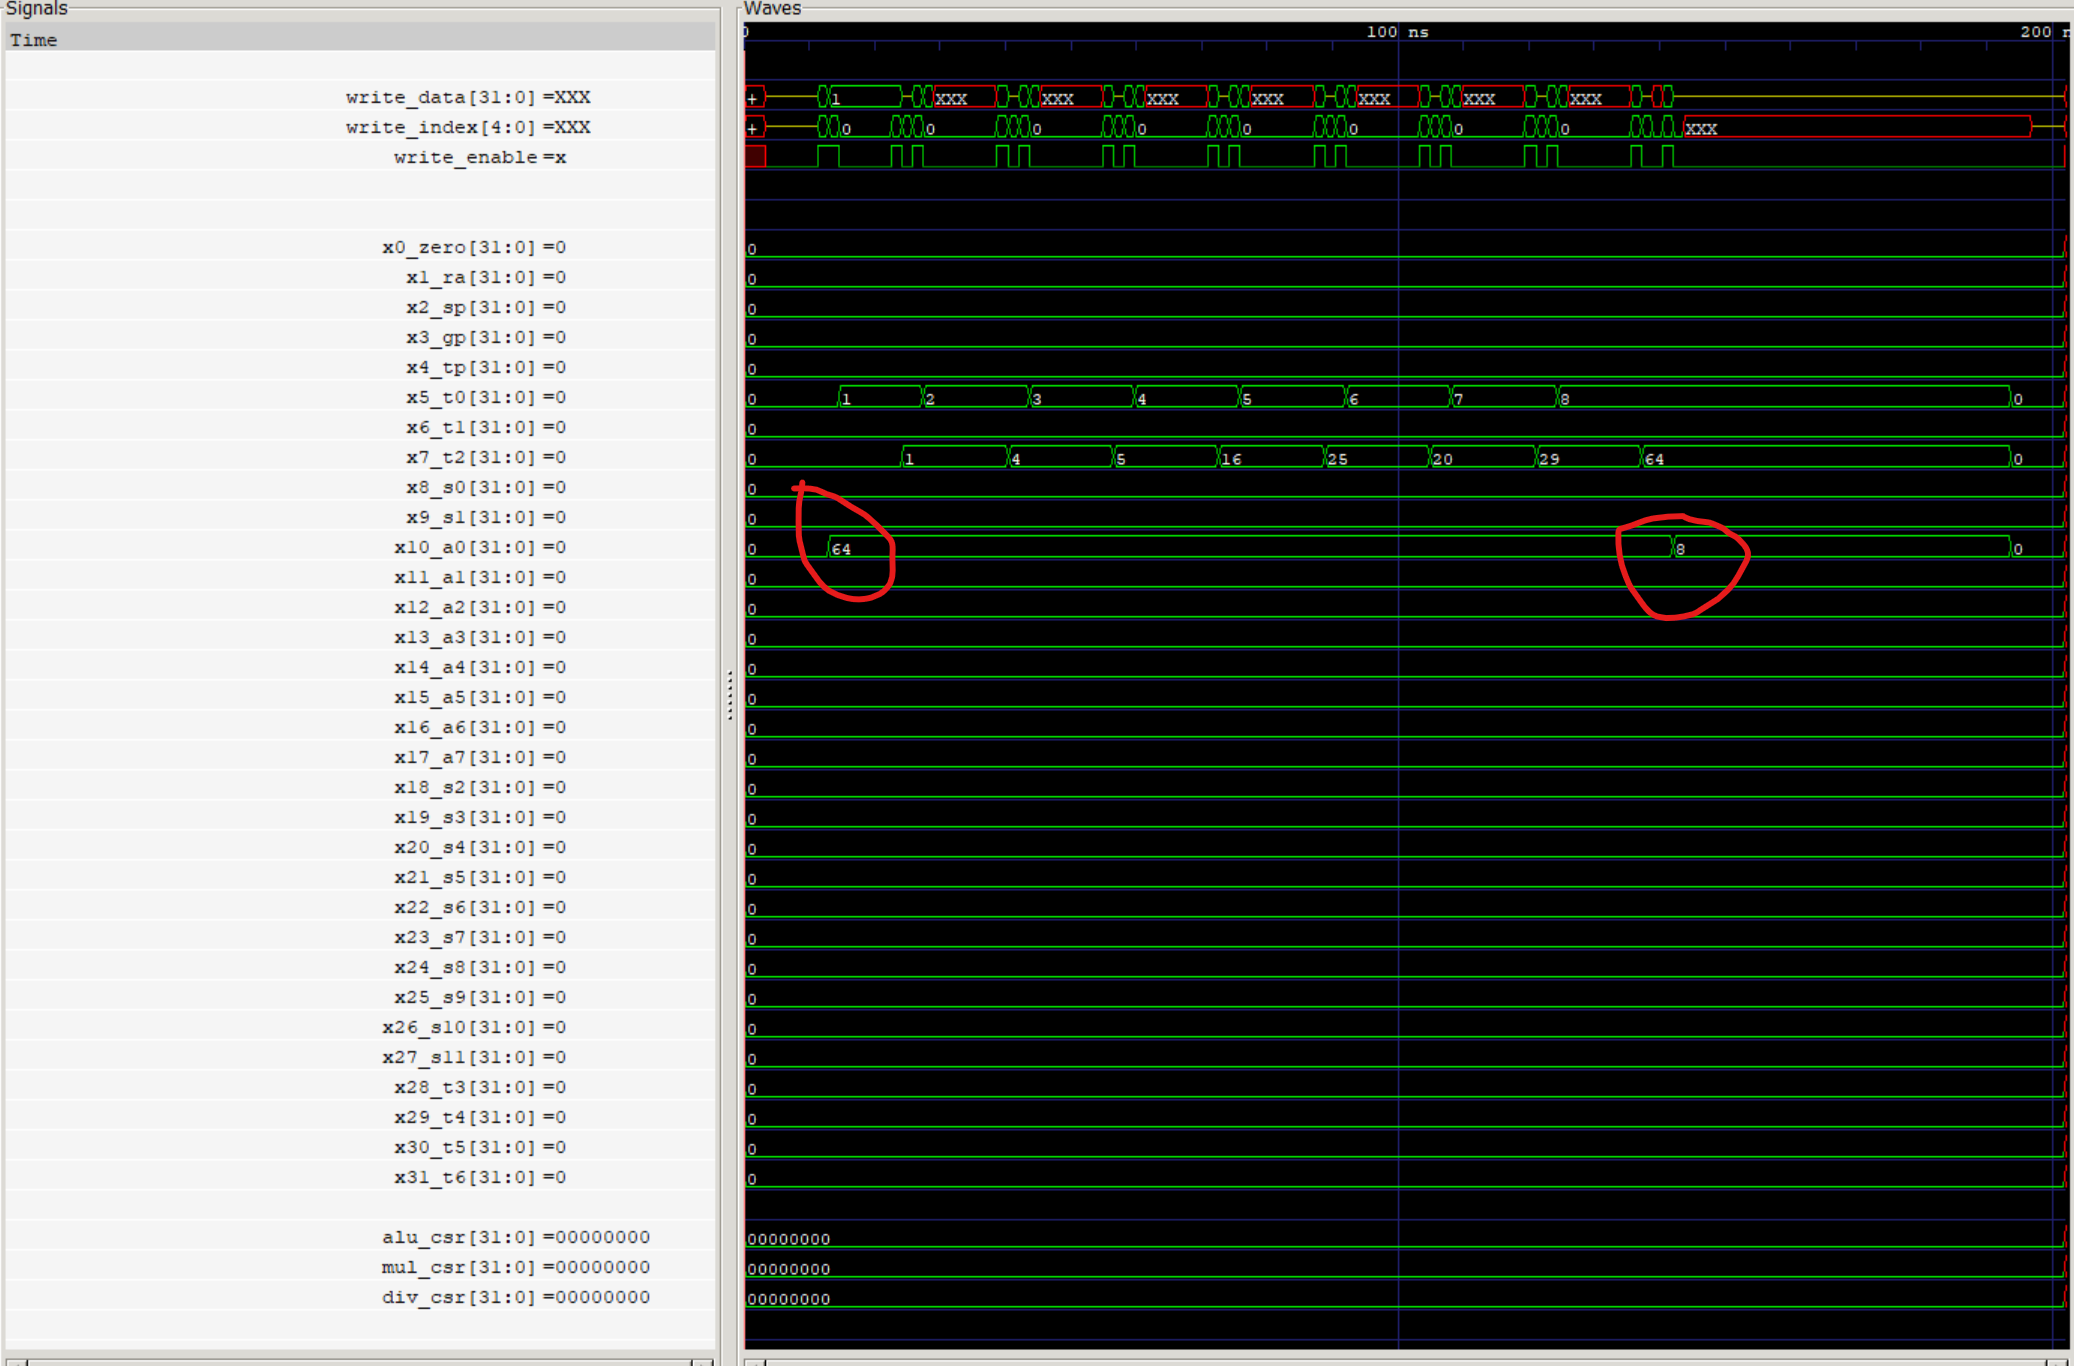 Signals Waves
Time 0 100 ns 200 n
write_data[31:0] =XXX + 1 XXX XXX XXX XXX XXX XXX XXX
write_index[4:0] =XXX + 0 0 0 0 0 0 0 0 XXX
write_enable =x
x0_zero[31:0] =0 0
x1_ra[31:0] =0 0
x2_sp[31:0] =0 0
x3_gp[31:0] =0 0
x4_tp[31:0] =0 0
x5_t0[31:0] =0 0 1 2 3 4 5 6 7 8 0
x6_t1[31:0] =0 0
x7_t2[31:0] =0 0 1 4 5 16 25 20 29 64 0
x8_s0[31:0] =0 0
x9_s1[31:0] =0 0
x10_a0[31:0] =0 0 64 8 0
x11_a1[31:0] =0 0
x12_a2[31:0] =0 0
x13_a3[31:0] =0 0
x14_a4[31:0] =0 0
x15_a5[31:0] =0 0
x16_a6[31:0] =0 0
x17_a7[31:0] =0 0
x18_s2[31:0] =0 0
x19_s3[31:0] =0 0
x20_s4[31:0] =0 0
x21_s5[31:0] =0 0
x22_s6[31:0] =0 0
x23_s7[31:0] =0 0
x24_s8[31:0] =0 0
x25_s9[31:0] =0 0
x26_s10[31:0] =0 0
x27_s11[31:0] =0 0
x28_t3[31:0] =0 0
x29_t4[31:0] =0 0
x30_t5[31:0] =0 0
x31_t6[31:0] =0 0
alu_csr[31:0] =00000000 00000000
mul_csr[31:0] =00000000 00000000
div_csr[31:0] =00000000 00000000